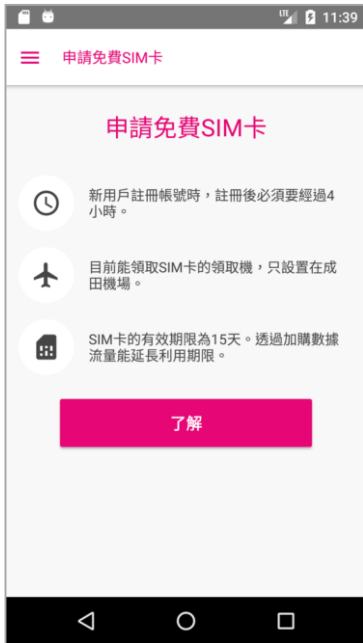 LTE 11:39
申請免費SIM卡
申請免費SIM卡
新用戶註冊帳號時，註冊後必須要經過4
小時。
目前能領取SIM卡的領取機，只設置在成
田機場。
SIM卡的有效期限為15天。透過加購數據
流量能延長利用期限。
了解